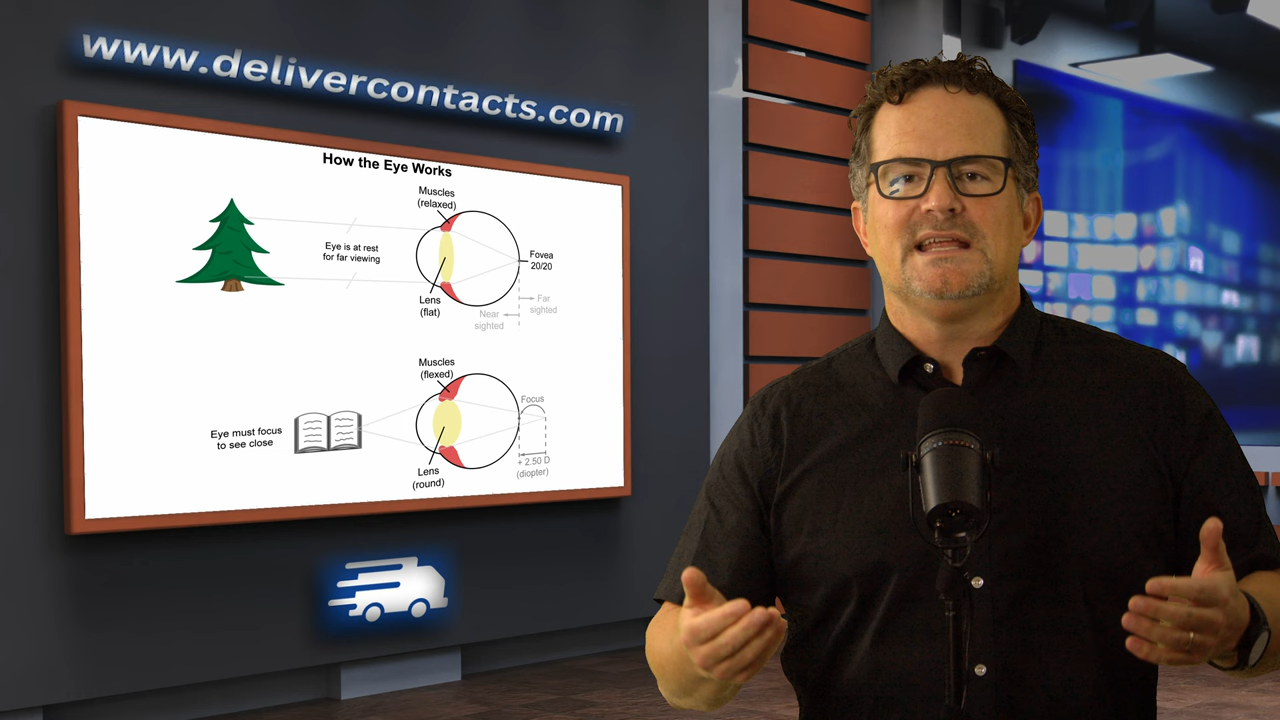 www.delivercontacts.com
How the Eye Works
Muscles
(relaxed)
Eye is at rest
for far viewing
Fovea
20/20
Lens
(flat)
Far
sighted
Near
sighted
Muscles
(flexed)
Focus
Eye must focus
to see close
+ 2.50 D
(diopter)
Lens
(round)